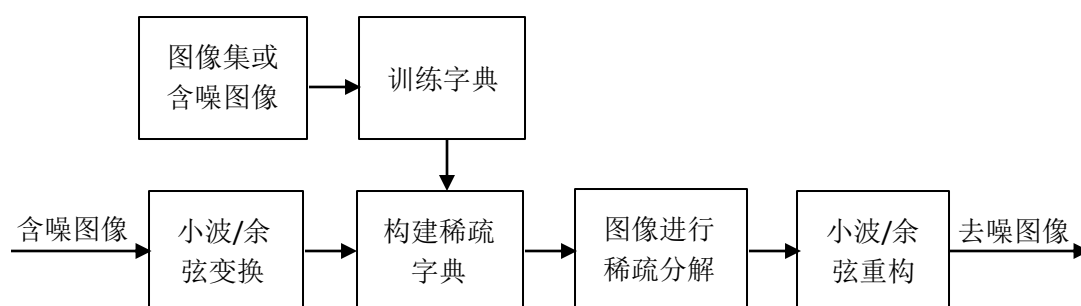 图像集或
含噪图像
训练字典
含噪图像
小波/余
弦变换
构建稀疏
字典
图像进行
稀疏分解
小波/余
弦重构
去噪图像